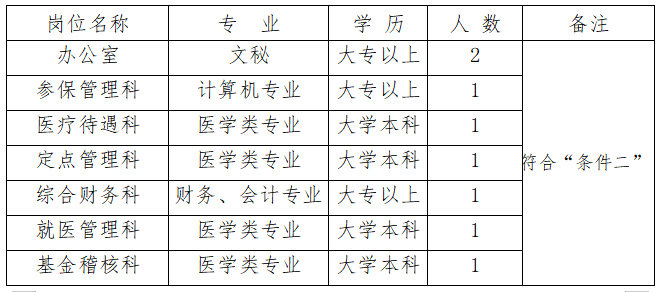 岗位名称 专 业 学 历 人 数 备注
办公室 文秘 大专以上 2
参保管理科 计算机专业 大专以上 1
医疗待遇科 医学类专业 大学本科 1
定点管理科 医学类专业 大学本科 1 符合“条件二”
综合财务科 财务、会计专业 大专以上 1
就医管理科 医学类专业 大学本科 1
基金稽核科 医学类专业 大学本科 1